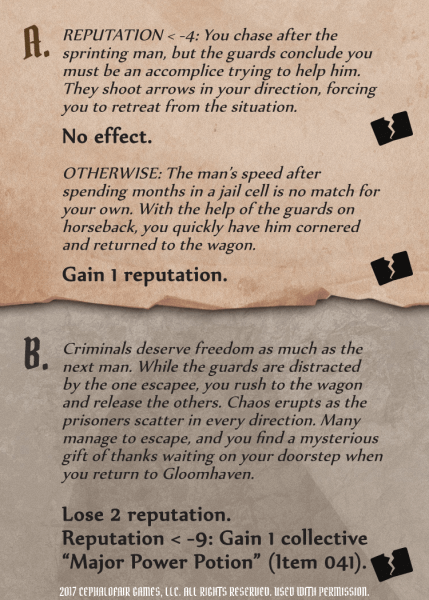 A. REPUTATION < -4: You chase after the
sprinting man, but the guards conclude you
must be an accomplice trying to help him.
They shoot arrows in your direction, forcing
you to retreat from the situation.
No effect.
OTHERWISE: The man's speed after
spending months in a jail cell is no match for
your own. With the help of the guards on
horseback, you quickly have him cornered
and returned to the wagon.
Gain 1 reputation.
B. Criminals deserve freedom as much as the
next man. While the guards are distracted
by the one escapee, you rush to the wagon
and release the others. Chaos erupts as the
prisoners scatter in every direction. Many
manage to escape, and you find a mysterious
gift of thanks waiting on your doorstep when
you return to Gloomhaven.
Lose 2 reputation.
Reputation < -9: Gain 1 collective
“Major Power Potion” (Item 041).
2017 CEPHALOFAIR GAMES, LLC. ALL RIGHTS RESERVED. USED WITH PERMISSION.